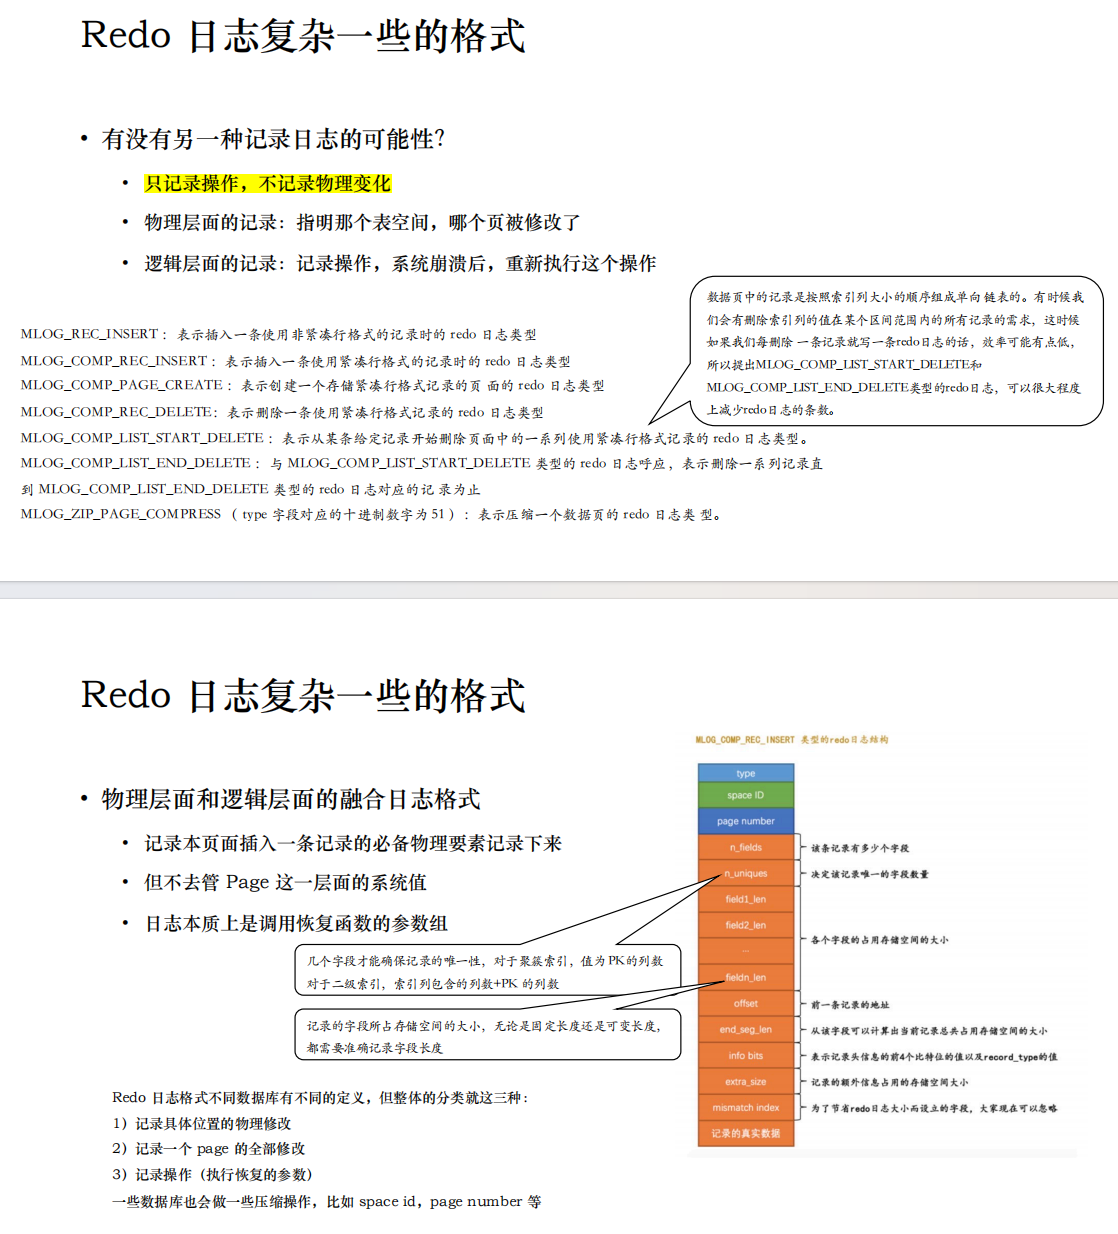 Redo 日志复杂一些的格式
• 有没有另一种记录日志的可能性？
• 只记录操作，不记录物理变化
• 物理层面的记录：指明那个表空间，哪个页被修改了
• 逻辑层面的记录：记录操作，系统崩溃后，重新执行这个操作
数据页中的记录是按照索引列大小的顺序组成单向 链表的。有时候我
们会有删除索引列的值在某个区间范围内的所有记录的需求，这时候
如果我们每删除 一条记录就写一条redo日志的话，效率可能有点低，
所以提出MLOG_COMP_LIST_START_DELETE和
MLOG_COMP_LIST_END_DELETE类型的redo日志，可以很大程度
上减少redo日志的条数。
MLOG_REC_INSERT ：表示插入一条使用非紧凑行格式的记录时的 redo 日志类型
MLOG_COMP_REC_INSERT ：表示插入一条使用紧凑行格式的记录时的 redo 日志类型
MLOG_COMP_PAGE_CREATE ：表示创建一个存储紧凑行格式记录的页 面的 redo 日志类型
MLOG_COMP_REC_DELETE：表示删除一条使用紧凑行格式记录的 redo 日志类型
MLOG_COMP_LIST_START_DELETE ：表示从某条给定记录开始删除页面中的一系列使用紧凑行格式记录的 redo 日志类型。
MLOG_COMP_LIST_END_DELETE ：与 MLOG_COMP_LIST_START_DELETE 类型的 redo 日志呼应，表示删除一系列记录直
到 MLOG_COMP_LIST_END_DELETE 类型的 redo 日志对应的记 录为止
MLOG_ZIP_PAGE_COMPRESS （ type 字段对应的十进制数字为 51 ）：表示压缩一个数据页的 redo 日志类 型。
Redo 日志复杂一些的格式
• 物理层面和逻辑层面的融合日志格式
• 记录本页面插入一条记录的必备物理要素记录下来
• 但不去管 Page 这一层面的系统值
• 日志本质上是调用恢复函数的参数组
几个字段才能确保记录的唯一性，对于聚簇索引，值为 PK的列数
对于二级索引，索引列包含的列数+PK 的列数
记录的字段所占存储空间的大小，无论是固定长度还是可变长度，
都需要准确记录字段长度
Redo 日志格式不同数据库有不同的定义，但整体的分类就这三种：
1）记录具体位置的物理修改
2）记录一个 page 的全部修改
3）记录操作（执行恢复的参数）
一些数据库也会做一些压缩操作，比如 space id，page number 等
MLOG_COMP_REC_INSERT 类型的redo日志结构
type
space ID
page number
n_fields
该条记录有多少个字段
n_uniques
决定该记录唯一的字段数量
field1_len
field2_len
...
各个字段的占用存储空间的大小
fieldn_len
offset
前一条记录的地址
end_seg_len
从该字段可以计算出当前记录总共占用存储空间的大小
info bits
表示记录头信息的前4个比特位的值以及record_type的值
extra_size
记录的额外信息占用的存储空间大小
mismatch index
为了节省redo日志大小而设立的字段，大家现在可以忽略
记录的真实数据